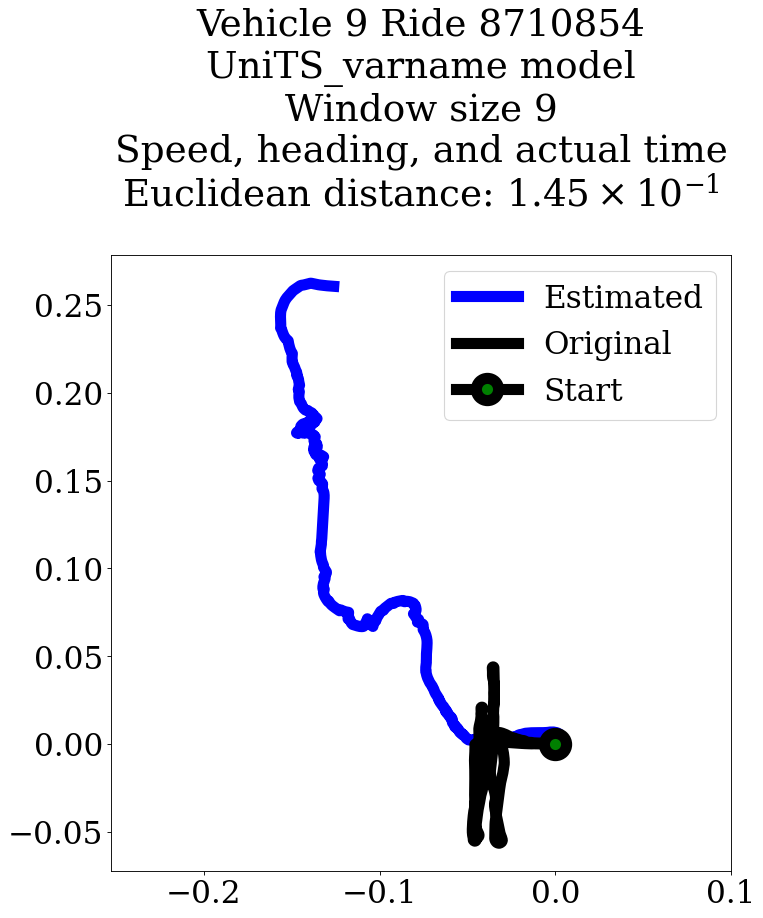 Vehicle 9 Ride 8710854
UniTS_varname model
Window size 9
Speed, heading, and actual time
Euclidean distance: $1.45 \times 10^{-1}$
Estimated
Original
Start
0.25
0.20
0.15
0.10
0.05
0.00
−0.05
−0.2 −0.1 0.0 0.1